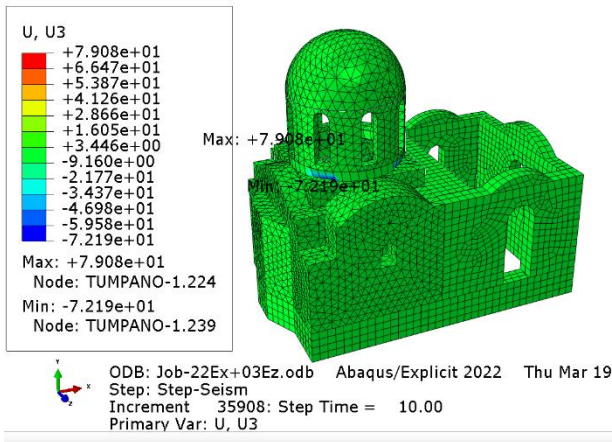 U, U3
+7.908e+01
+6.647e+01
+5.387e+01
+4.126e+01
+2.866e+01
+1.605e+01
+3.446e+00
-9.160e+00
-2.177e+01
-3.437e+01
-4.698e+01
-5.958e+01
-7.219e+01
Max: +7.908e+01
Node: TUMPANO-1.224
Min: -7.219e+01
Node: TUMPANO-1.239
Max: +7.908e+01
Min: -7.219e+01
Y
X
Z
ODB: Job-22Ex+03Ez.odb Abaqus/Explicit 2022 Thu Mar 19
Step: Step-Seism
Increment 35908: Step Time = 10.00
Primary Var: U, U3